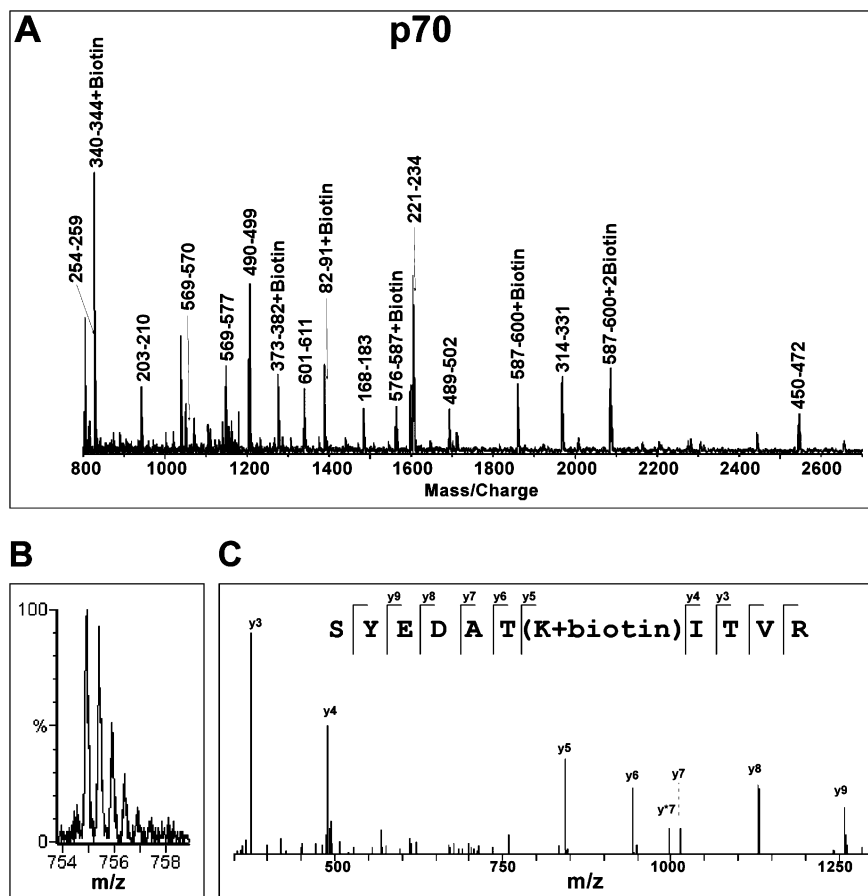 A
p70
254-259
340-344+Biotin
203-210
569-570
569-577
490-499
373-382+Biotin
601-611
82-91+Biotin
168-183
576-587+Biotin
221-234
489-502
587-600+Biotin
314-331
587-600+2Biotin
450-472
800 1000 1200 1400 1600 1800 2000 2200 2400 2600
Mass/Charge
B
100
%
0
754 756 758
m/z
C
y9 y8 y7 y6 y5 y4 y3
S Y E D A T (K+biotin) I T V R
y3
y4
y5
y6
y*7
y7
y8
y9
500 750 1000 1250
m/z